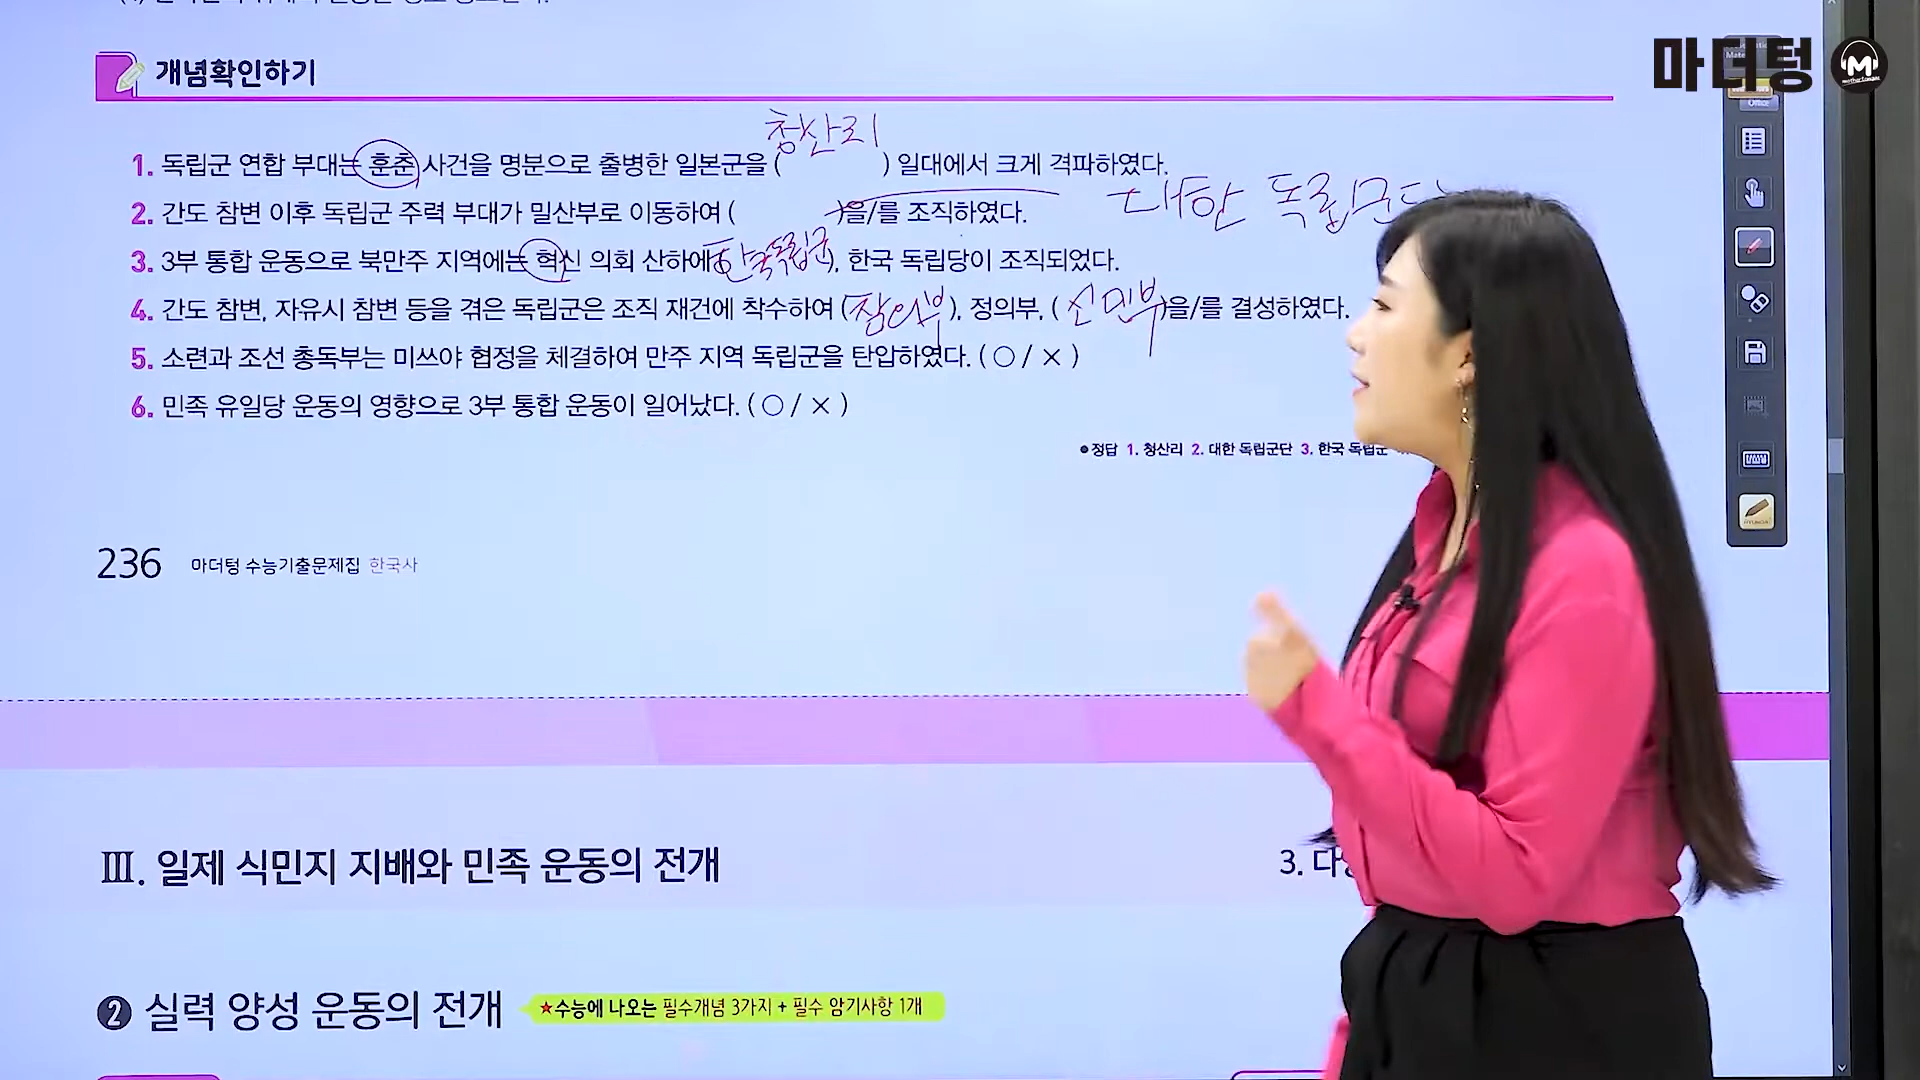 마더텅
개념확인하기
청산리
1. 독립군 연합 부대는 훈춘 사건을 명분으로 출병한 일본군을 ( ) 일대에서 크게 격파하였다.
대한 독립군단
2. 간도 참변 이후 독립군 주력 부대가 밀산부로 이동하여 ( )을/를 조직하였다.
3. 3부 통합 운동으로 북만주 지역에는 혁신 의회 산하에 한국독립군), 한국 독립당이 조직되었다.
4. 간도 참변, 자유시 참변 등을 겪은 독립군은 조직 재건에 착수하여 (참의부), 정의부, (신민부)을/를 결성하였다.
5. 소련과 조선 총독부는 미쓰야 협정을 체결하여 만주 지역 독립군을 탄압하였다. ( ○ / × )
6. 민족 유일당 운동의 영향으로 3부 통합 운동이 일어났다. ( ○ / × )
●정답 1. 청산리 2. 대한 독립군단 3. 한국 독립군
236 마더텅 수능기출문제집 한국사
Ⅲ. 일제 식민지 지배와 민족 운동의 전개
3. 다
❷ 실력 양성 운동의 전개 ★수능에 나오는 필수개념 3가지 + 필수 암기사항 1개